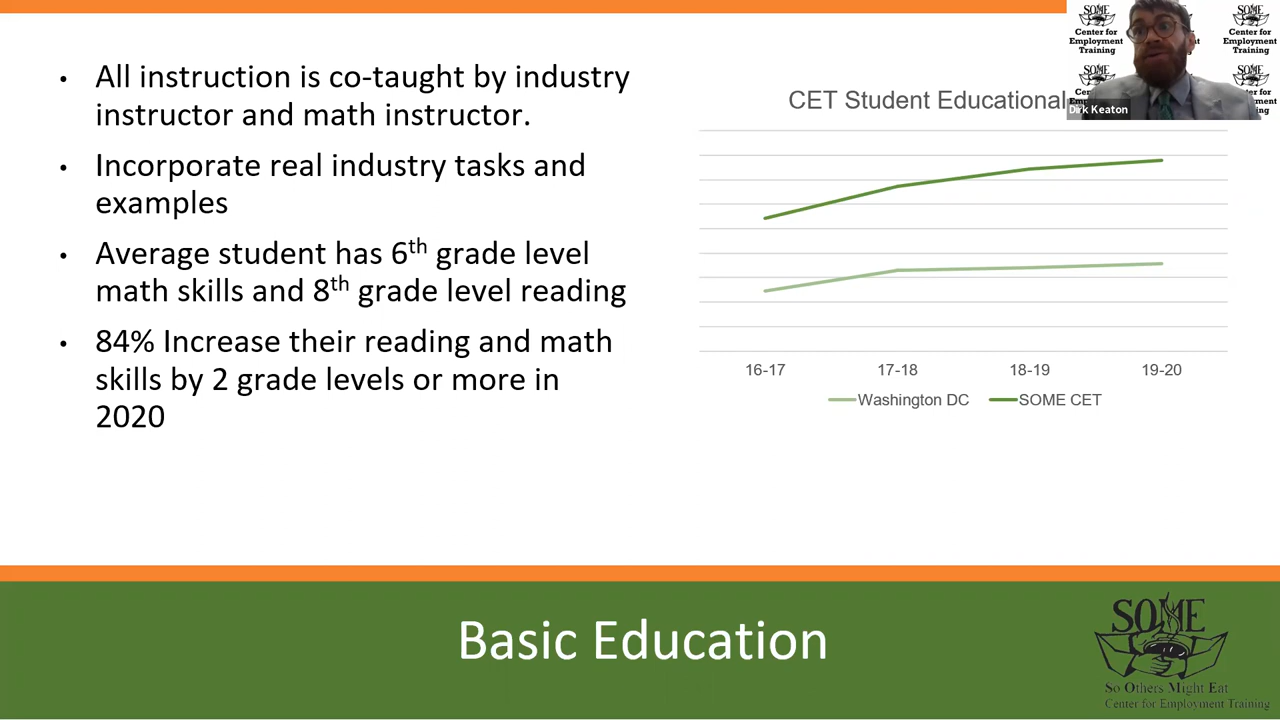 • All instruction is co-taught by industry
instructor and math instructor.
• Incorporate real industry tasks and
examples
• Average student has 6th grade level
math skills and 8th grade level reading
• 84% Increase their reading and math
skills by 2 grade levels or more in
2020
CET Student Educational
16-17 17-18 18-19 19-20
Washington DC SOME CET
SOME
Center for
Employment
Training
SOME
Center for
Employment
Training
SOME
SOME
Center for
ing
Dirk Keaton
Basic Education
SOME
So Others Might Eat
Center for Employment Training